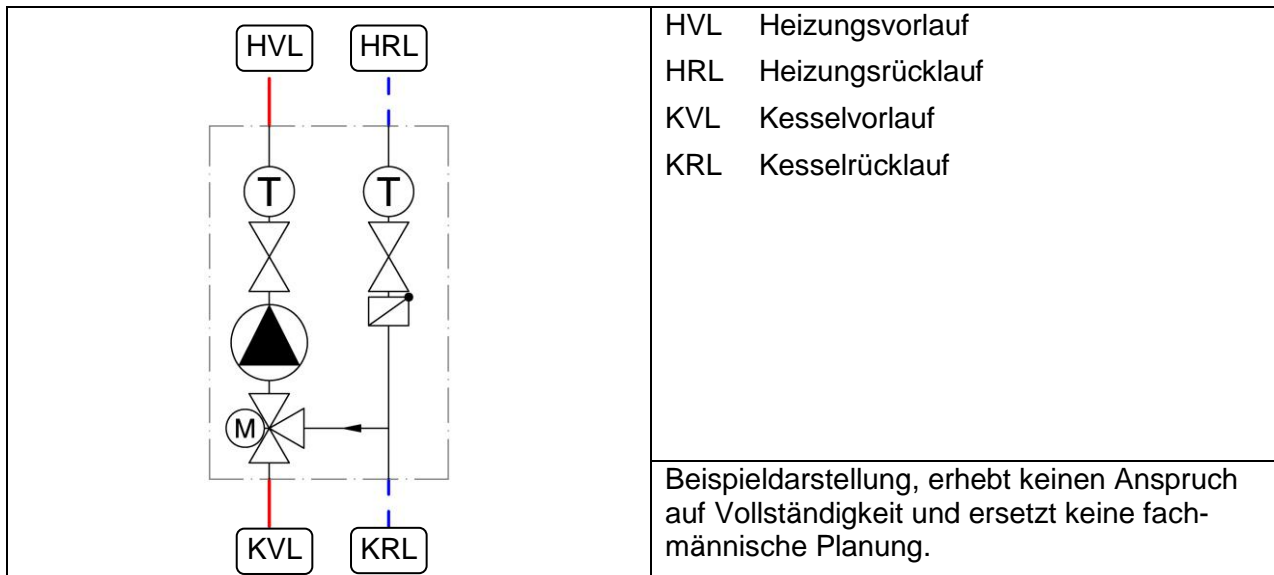 HVL HRL
T T
M
KVL KRL
HVL Heizungsvorlauf
HRL Heizungsrücklauf
KVL Kesselvorlauf
KRL Kesselrücklauf
Beispieldarstellung, erhebt keinen Anspruch
auf Vollständigkeit und ersetzt keine fach-
männische Planung.